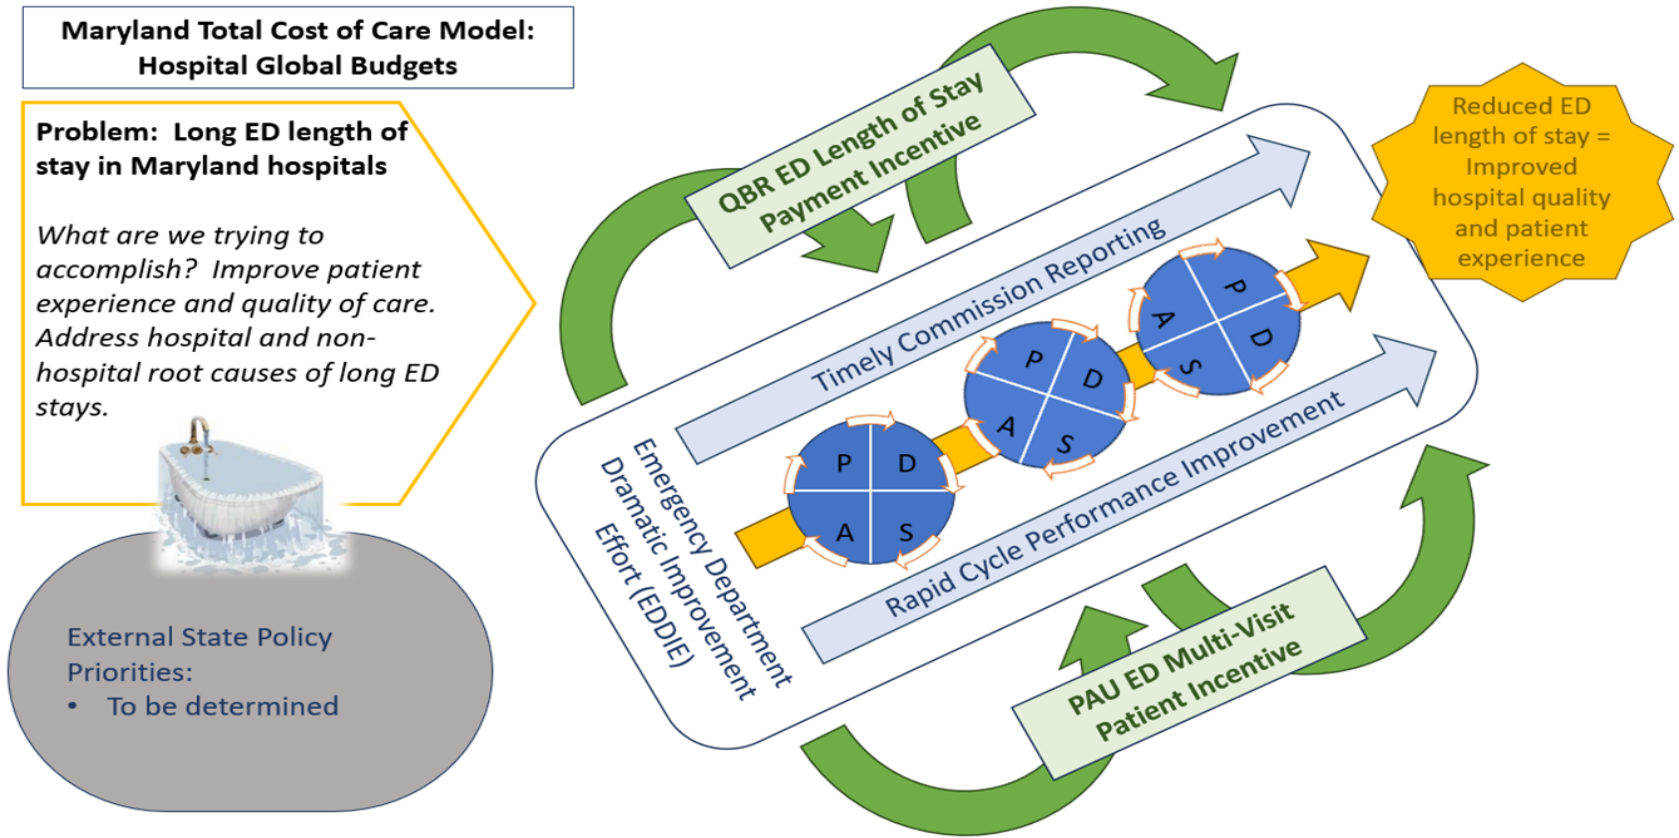 Maryland Total Cost of Care Model:
Hospital Global Budgets
Problem:  Long ED length of
stay in Maryland hospitals
What are we trying to
accomplish?  Improve patient
experience and quality of care.
Address hospital and non-
hospital root causes of long ED
stays.
External State Policy
Priorities:
• To be determined
QBR ED Length of Stay
Payment Incentive
Timely Commission Reporting
Emergency Department
Dramatic Improvement
Effort (EDDIE)
P D
A S
P D
A S
P
A D
S
Rapid Cycle Performance Improvement
PAU ED Multi-Visit
Patient Incentive
Reduced ED
length of stay =
Improved
hospital quality
and patient
experience